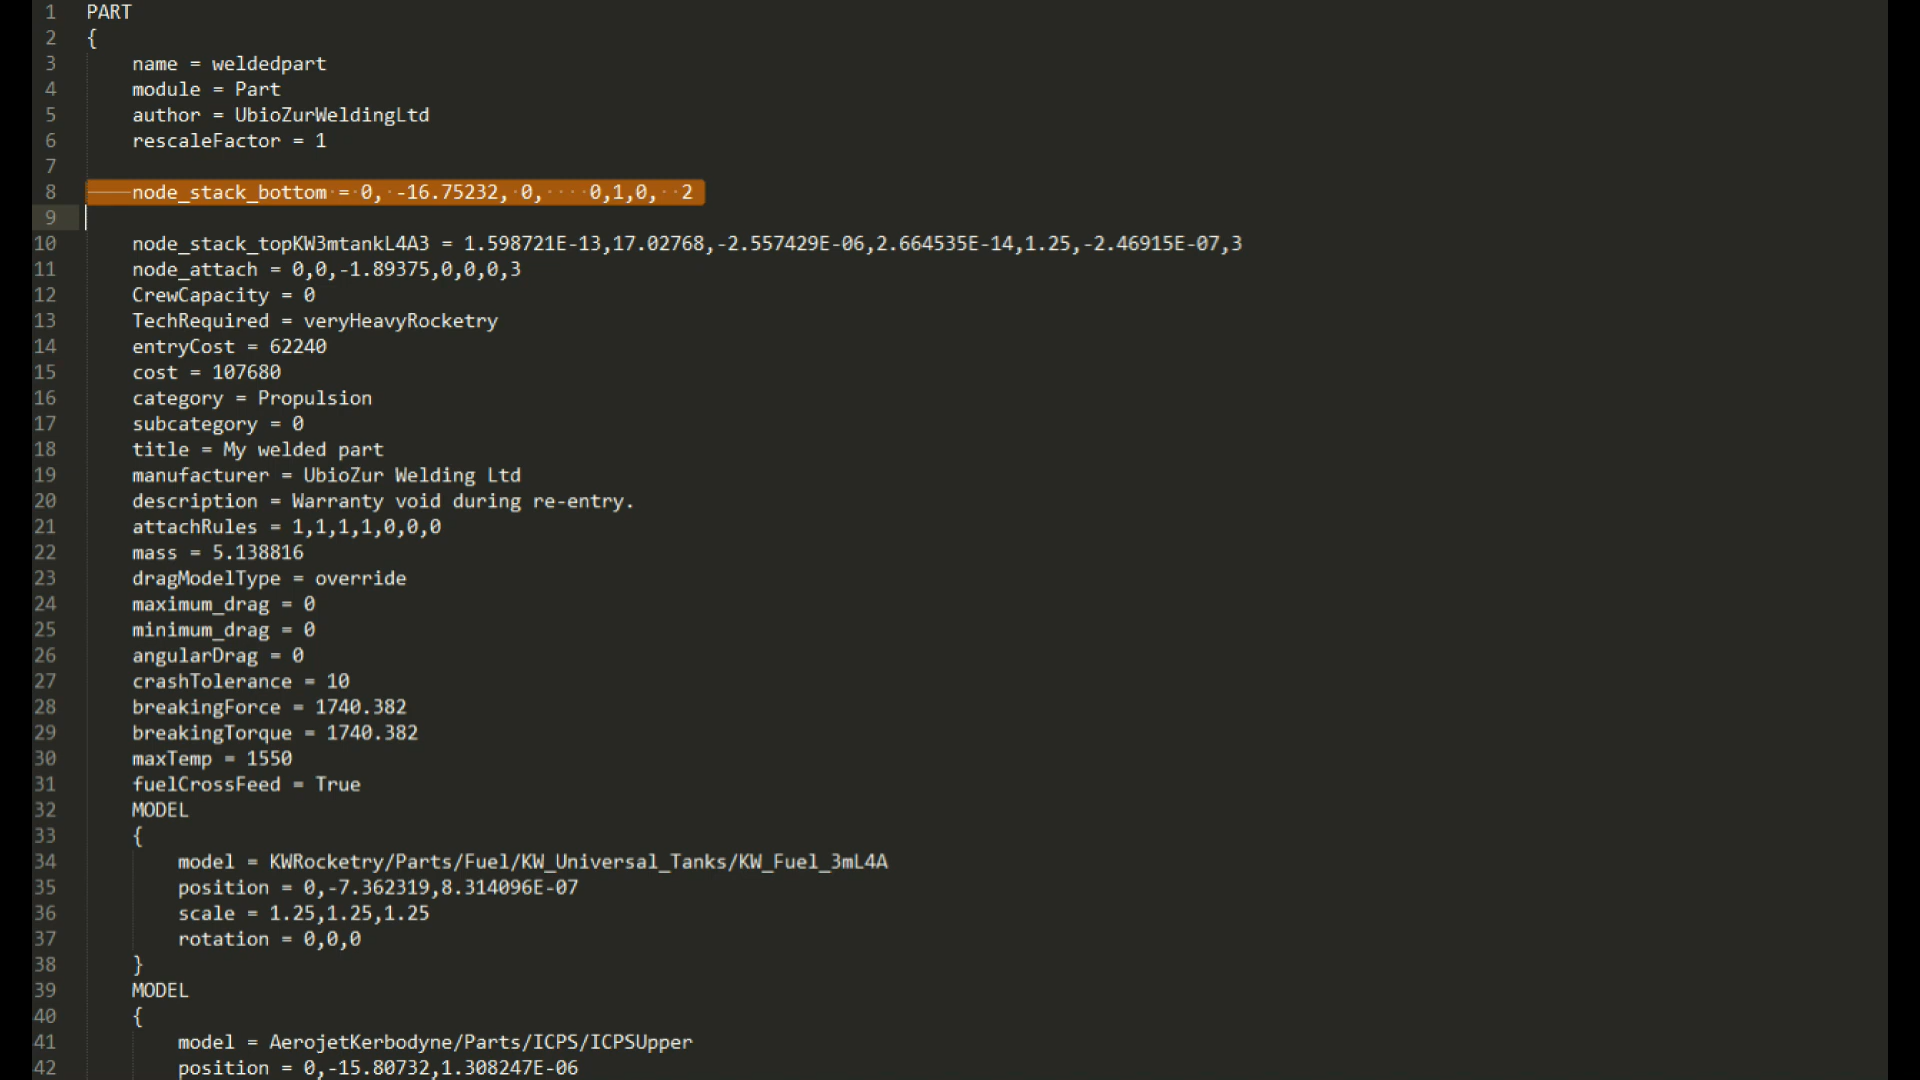 1 PART
2 {
3 name = weldedpart
4 module = Part
5 author = UbioZurWeldingLtd
6 rescaleFactor = 1
7
8 node_stack_bottom = 0, -16.75232, 0,    0,1,0,  2
9
10 node_stack_topKW3mtankL4A3 = 1.598721E-13,17.02768,-2.557429E-06,2.664535E-14,1.25,-2.46915E-07,3
11 node_attach = 0,0,-1.89375,0,0,0,3
12 CrewCapacity = 0
13 TechRequired = veryHeavyRocketry
14 entryCost = 62240
15 cost = 107680
16 category = Propulsion
17 subcategory = 0
18 title = My welded part
19 manufacturer = UbioZur Welding Ltd
20 description = Warranty void during re-entry.
21 attachRules = 1,1,1,1,0,0,0
22 mass = 5.138816
23 dragModelType = override
24 maximum_drag = 0
25 minimum_drag = 0
26 angularDrag = 0
27 crashTolerance = 10
28 breakingForce = 1740.382
29 breakingTorque = 1740.382
30 maxTemp = 1550
31 fuelCrossFeed = True
32 MODEL
33 {
34 model = KWRocketry/Parts/Fuel/KW_Universal_Tanks/KW_Fuel_3mL4A
35 position = 0,-7.362319,8.314096E-07
36 scale = 1.25,1.25,1.25
37 rotation = 0,0,0
38 }
39 MODEL
40 {
41 model = AerojetKerbodyne/Parts/ICPS/ICPSUpper
42 position = 0,-15.80732,1.308247E-06